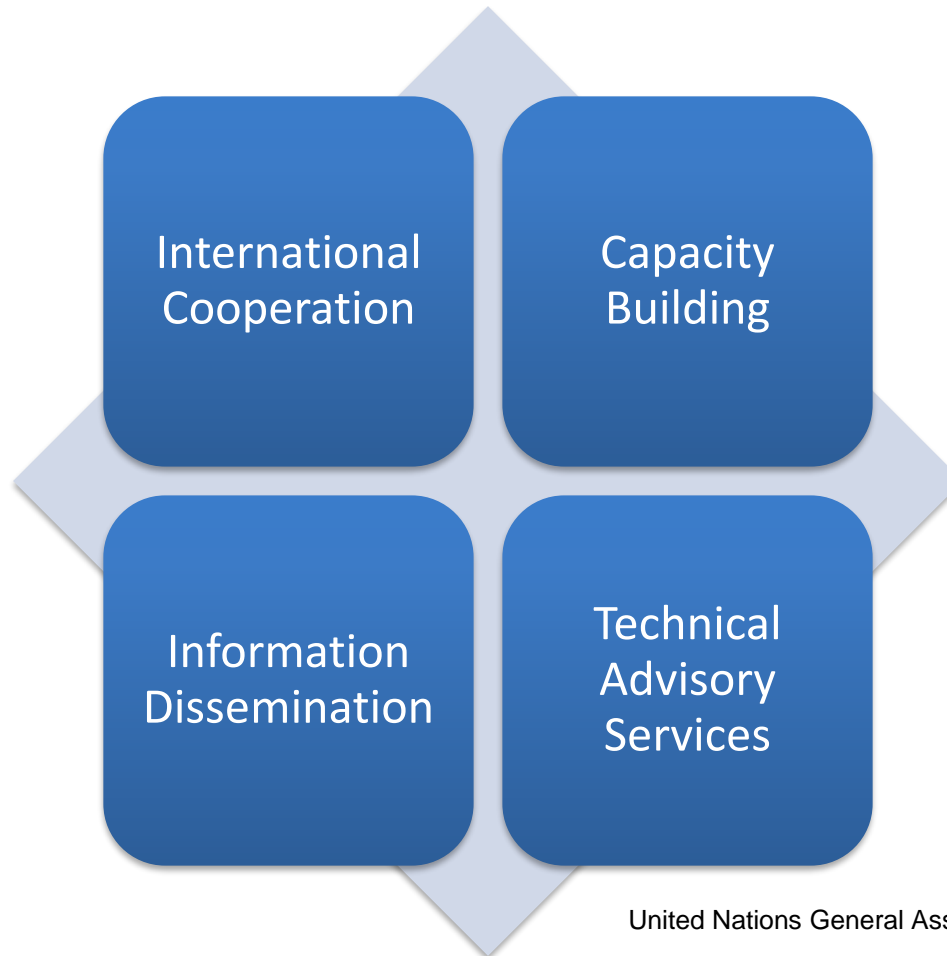 International
Cooperation
Capacity
Building
Information
Dissemination
Technical
Advisory
Services
United Nations General Ass